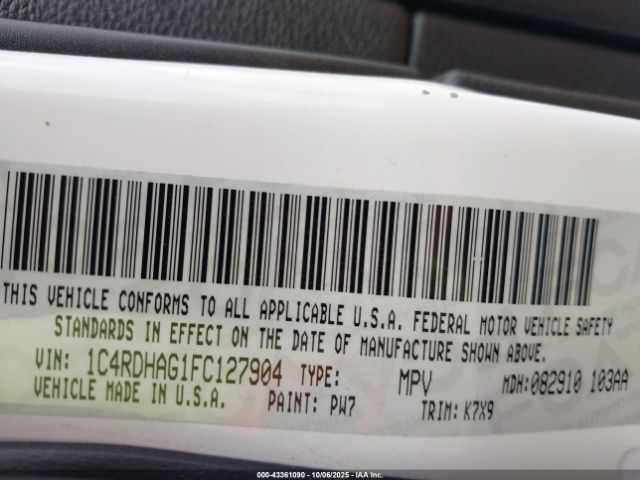 THIS VEHICLE CONFORMS TO ALL APPLICABLE U.S.A. FEDERAL MOTOR VEHICLE SAFETY
STANDARDS IN EFFECT ON THE DATE OF MANUFACTURE SHOWN ABOVE.
VIN: 1C4RDHAG1FC127904 TYPE: MPV MDH:082910 103AA
VEHICLE MADE IN U.S.A. PAINT: PW7 TRIM: K7X9
00-43361090 - 10/06/2025 - Copart, Inc.